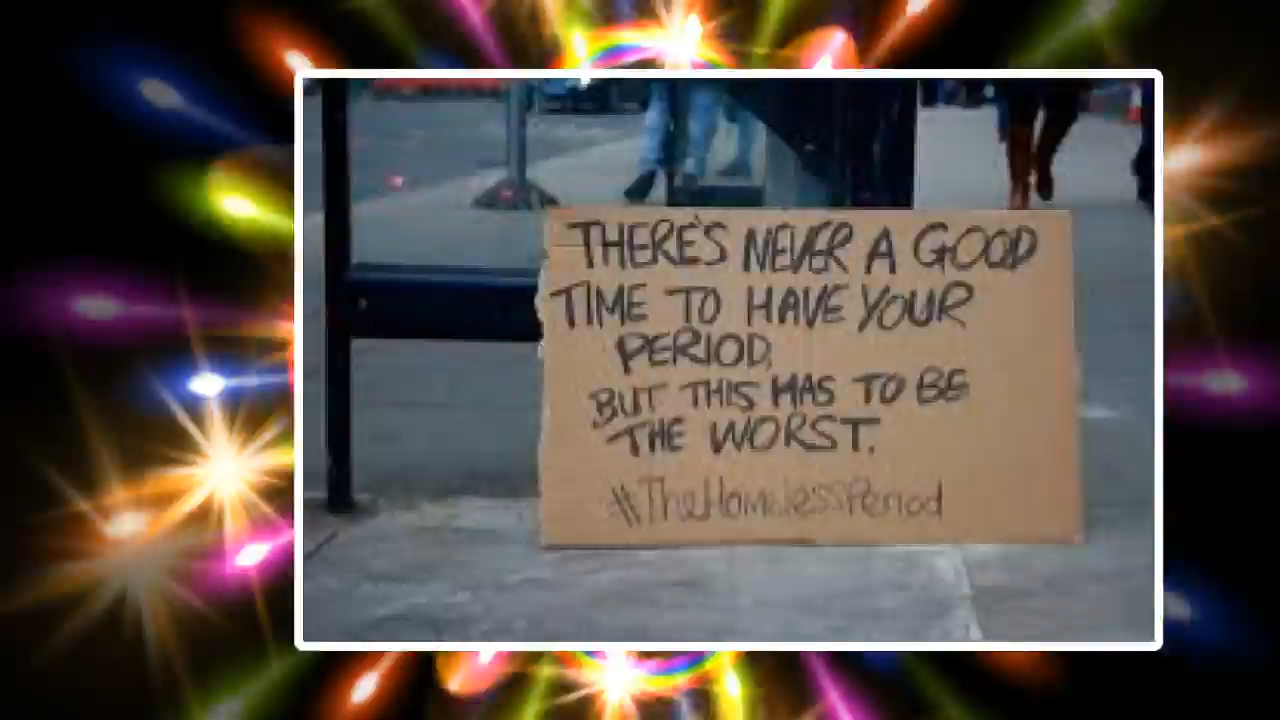 THERE'S NEVER A GOOD
TIME TO HAVE YOUR
PERIOD,
BUT THIS HAS TO BE
THE WORST.
#TheHomelessPeriod